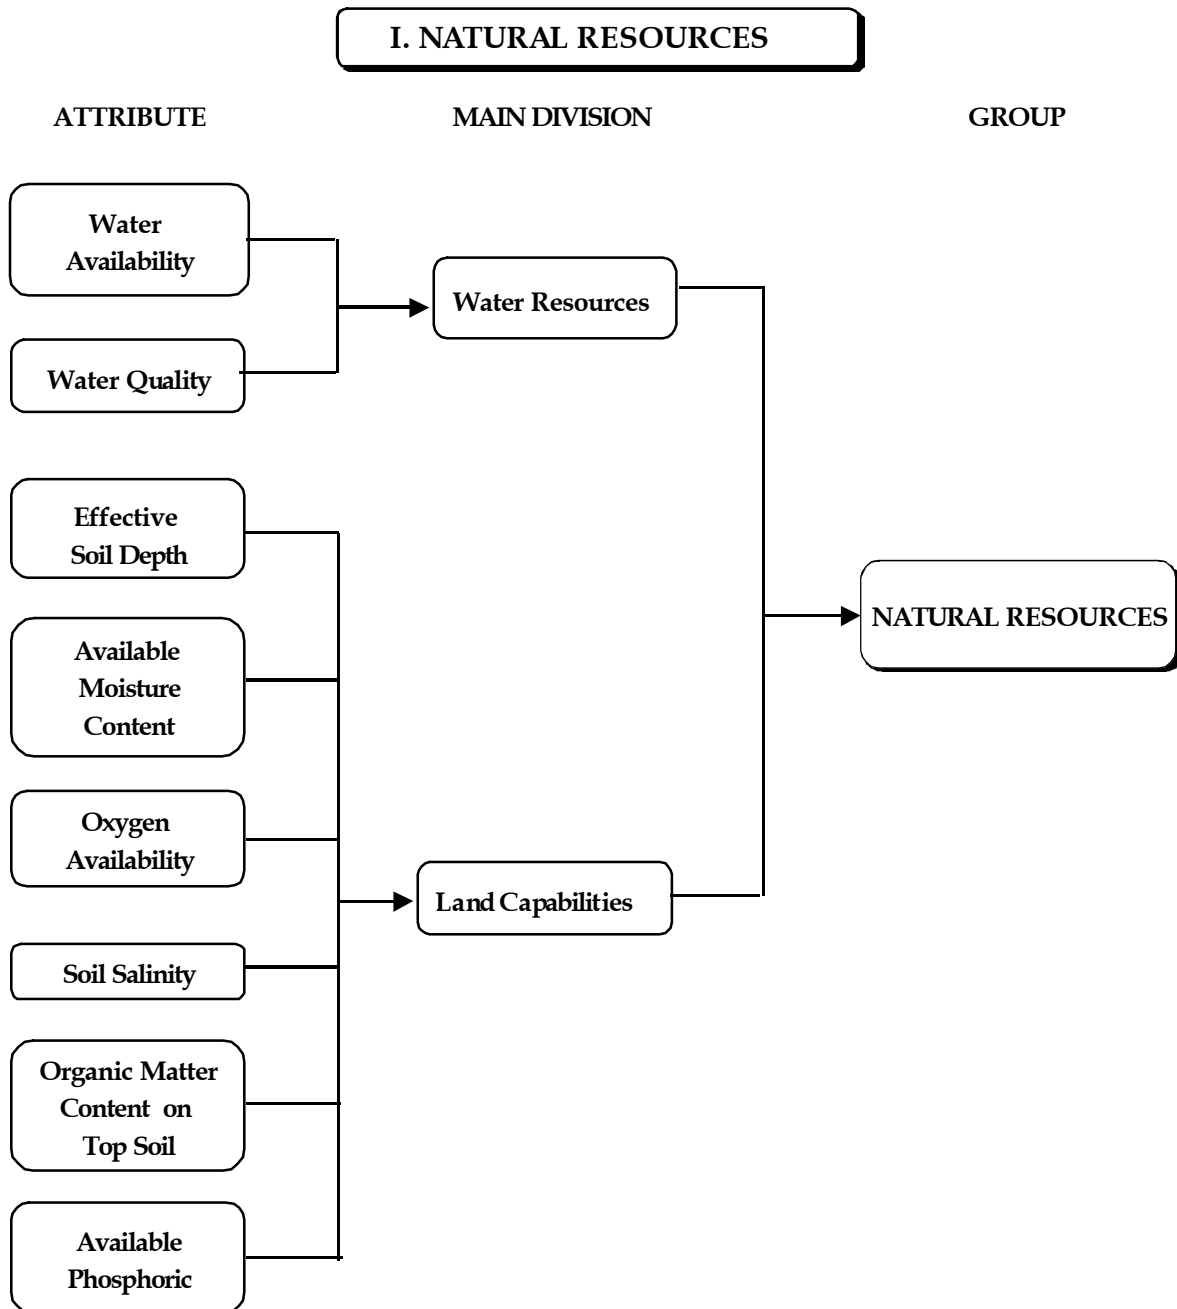 I. NATURAL RESOURCES
ATTRIBUTE
MAIN DIVISION
GROUP
Water
Availability
Water Resources
Water Quality
Effective
Soil Depth
NATURAL RESOURCES
Available
Moisture
Content
Oxygen
Availability
Land Capabilities
Soil Salinity
Organic Matter
Content on
Top Soil
Available
Phosphoric